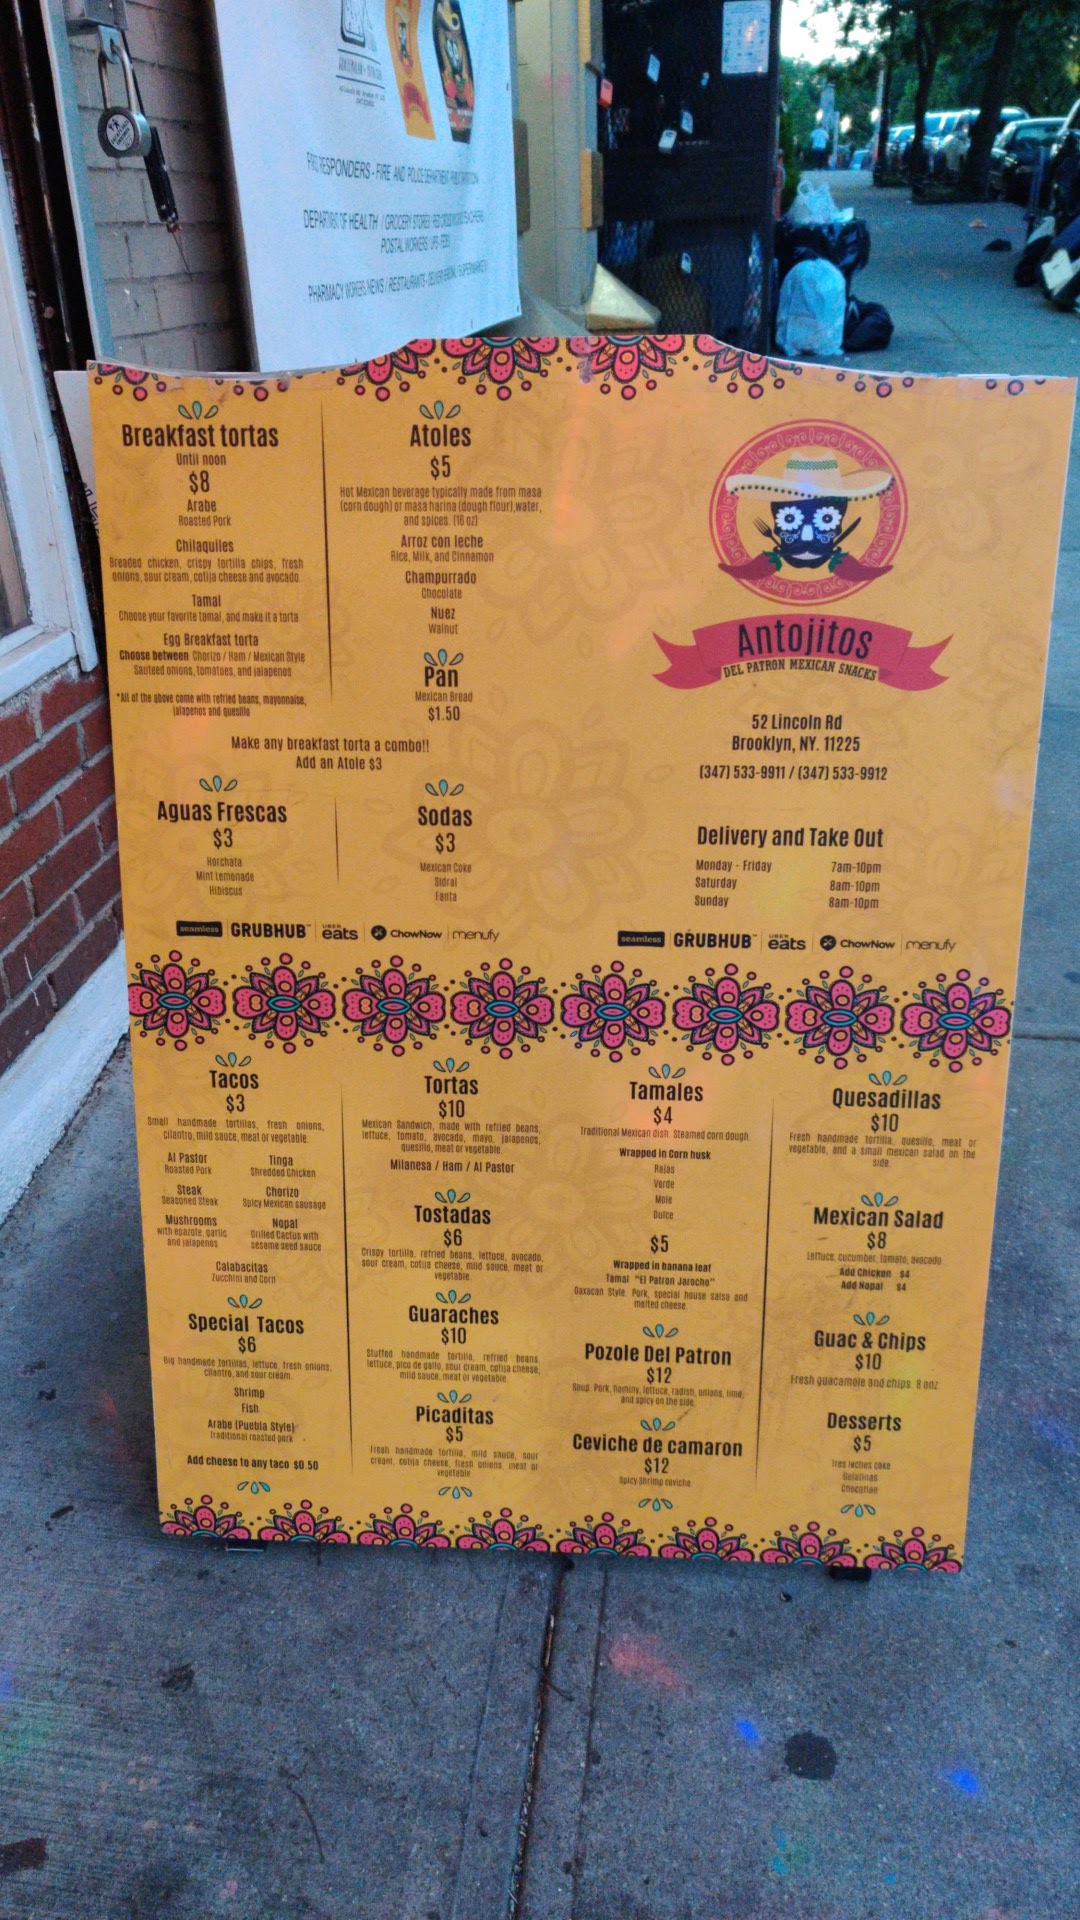 FIRST RESPONDERS - FIRE AND POLICE DEPARTMENT
DEPARTMENT OF HEALTH / GROCERY STORES
POSTAL WORKERS UPS
PHARMACY WORKERS NEWS / RESTAURANTS -
Breakfast tortas
Until noon
$8
Arabe
Roasted Pork
Chilaquiles
Breaded chicken, crispy tortilla chips, fresh
onions, sour cream, cotija cheese and avocado.
Tamal
Choose your favorite tamal, and make it a torta
Egg Breakfast torta
Choose between Chorizo / Ham / Mexican Style
Sauteed onions, tomatoes, and jalapenos
*All of the above come with refried beans, mayonnaise,
jalapenos and quesillo
Atoles
$5
Hot Mexican beverage typically made from masa
(corn dough) or masa harina (dough flour),water,
and spices. (16 oz)
Arroz con leche
Rice, Milk, and Cinnamon
Champurrado
Chocolate
Nuez
Walnut
Pan
Mexican Bread
$1.50
Make any breakfast torta a combo!!
Add an Atole $3
Aguas Frescas
$3
Horchata
Mint Lemonade
Hibiscus
Sodas
$3
Mexican Coke
Sidral
Fanta
seamless GRUBHUB UBER eats ChowNow menufy
Antojitos
DEL PATRON MEXICAN SNACKS
52 Lincoln Rd
Brooklyn, NY. 11225
(347) 533-9911 / (347) 533-9912
Delivery and Take Out
Monday - Friday 7am-10pm
Saturday 8am-10pm
Sunday 8am-10pm
seamless GRUBHUB UBER eats ChowNow menufy
Tacos
$3
Small handmade tortillas, fresh onions,
cilantro, mild sauce, meat or vegetable.
Al Pastor
Roasted Pork
Tinga
Shredded Chicken
Steak
Seasoned Steak
Chorizo
Spicy Mexican sausage
Mushrooms
with epazote, garlic
and jalapenos
Nopal
Grilled Cactus with
sesame seed sauce
Calabacitas
Zucchini and Corn
Special Tacos
$6
Big handmade tortillas, lettuce, fresh onions,
cilantro, and sour cream.
Shrimp
Fish
Arabe (Puebla Style)
Traditional roasted pork
Add cheese to any taco $0.50
Tortas
$10
Mexican Sandwich, made with refried beans,
lettuce, tomato, avocado, mayo, jalapenos,
quesillo, meat or vegetable.
Milanesa / Ham / Al Pastor
Tostadas
$6
Crispy tortilla, refried beans, lettuce, avocado,
sour cream, cotija cheese, mild sauce, meat or
vegetable.
Guaraches
$10
Stuffed handmade tortilla, refried beans,
lettuce, pico de gallo, sour cream, cotija cheese,
mild sauce, meat or vegetable.
Picaditas
$5
Fresh handmade tortilla, mild sauce, sour
cream, cotija cheese, fresh onions, meat or
vegetable.
Tamales
$4
Traditional Mexican dish. Steamed corn dough.
Wrapped in Corn husk
Rajas
Verde
Mole
Dulce
$5
Wrapped in banana leaf
Tamal "El Patron Jarocho"
Oaxacan Style. Pork, special house salsa and
melted cheese.
Pozole Del Patron
$12
Soup. Pork, hominy, lettuce, radish, onions, lime,
and spicy on the side.
Ceviche de camaron
$12
Spicy Shrimp ceviche
Quesadillas
$10
Fresh handmade tortilla, quesillo, meat or
vegetable, and a small mexican salad on the
side.
Mexican Salad
$8
Lettuce, cucumber, tomato, avocado
Add Chicken $4
Add Nopal $4
Guac & Chips
$10
Fresh guacamole and chips. 8 onz
Desserts
$5
Tres leches cake
Gelatinas
Chocoflan